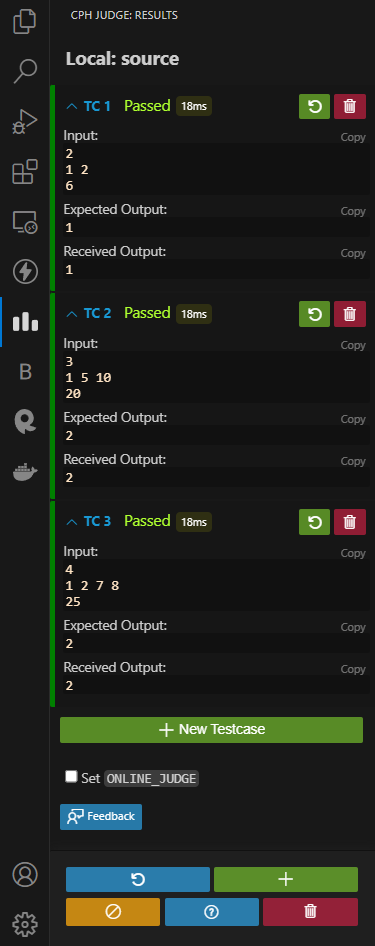 CPH JUDGE: RESULTS
Local: source
TC 1 Passed 18ms
Input: Copy
2
1 2
6
Expected Output: Copy
1
Received Output: Copy
1
TC 2 Passed 18ms
Input: Copy
3
1 5 10
20
Expected Output: Copy
2
Received Output: Copy
2
TC 3 Passed 18ms
Input: Copy
4
1 2 7 8
25
Expected Output: Copy
2
Received Output: Copy
2
New Testcase
Set ONLINE_JUDGE
Feedback
B